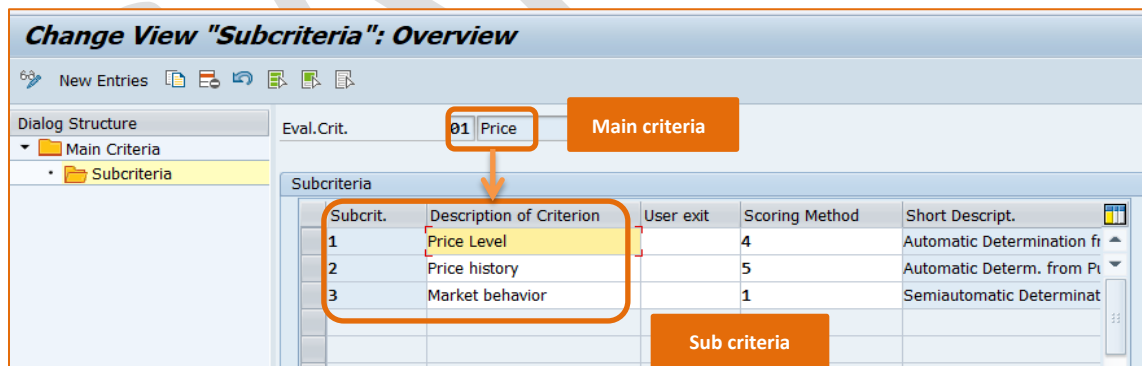 Change View "Subcriteria": Overview
New Entries
Dialog Structure
Main Criteria
Subcriteria
Eval.Crit. 01 Price
Main criteria
Subcriteria
Subcrit. Description of Criterion User exit Scoring Method Short Descript.
1 Price Level 4 Automatic Determination fr
2 Price history 5 Automatic Determ. from Pu
3 Market behavior 1 Semiautomatic Determinat
Sub criteria